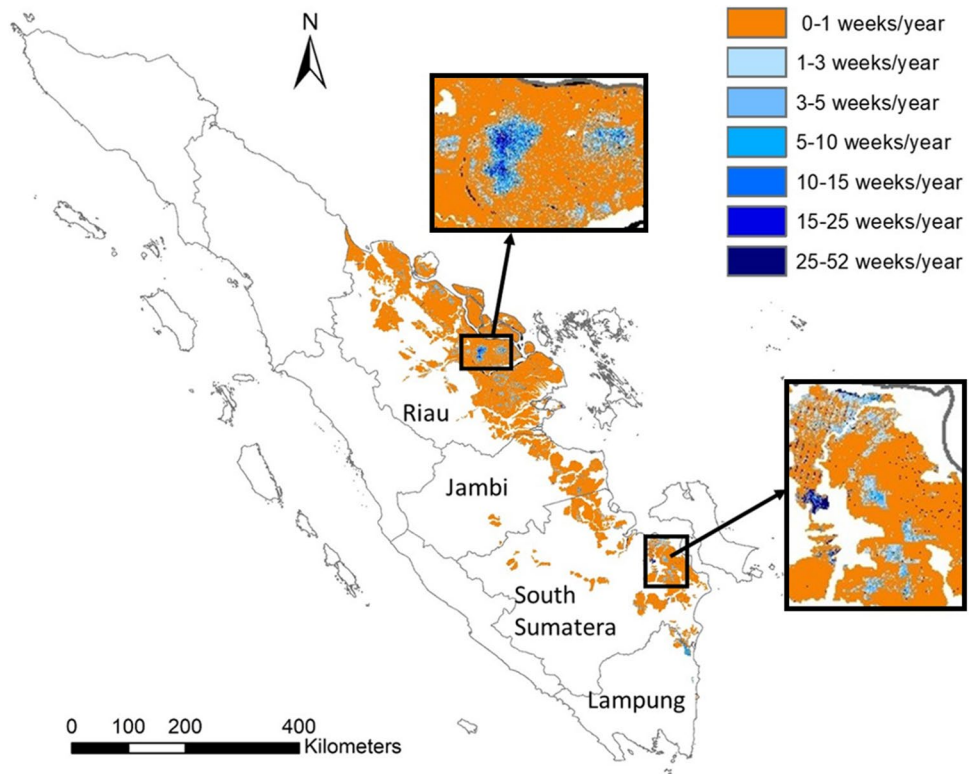 N
0-1 weeks/year
1-3 weeks/year
3-5 weeks/year
5-10 weeks/year
10-15 weeks/year
15-25 weeks/year
25-52 weeks/year
Riau
Jambi
South
Sumatera
Lampung
0 100 200 400
Kilometers